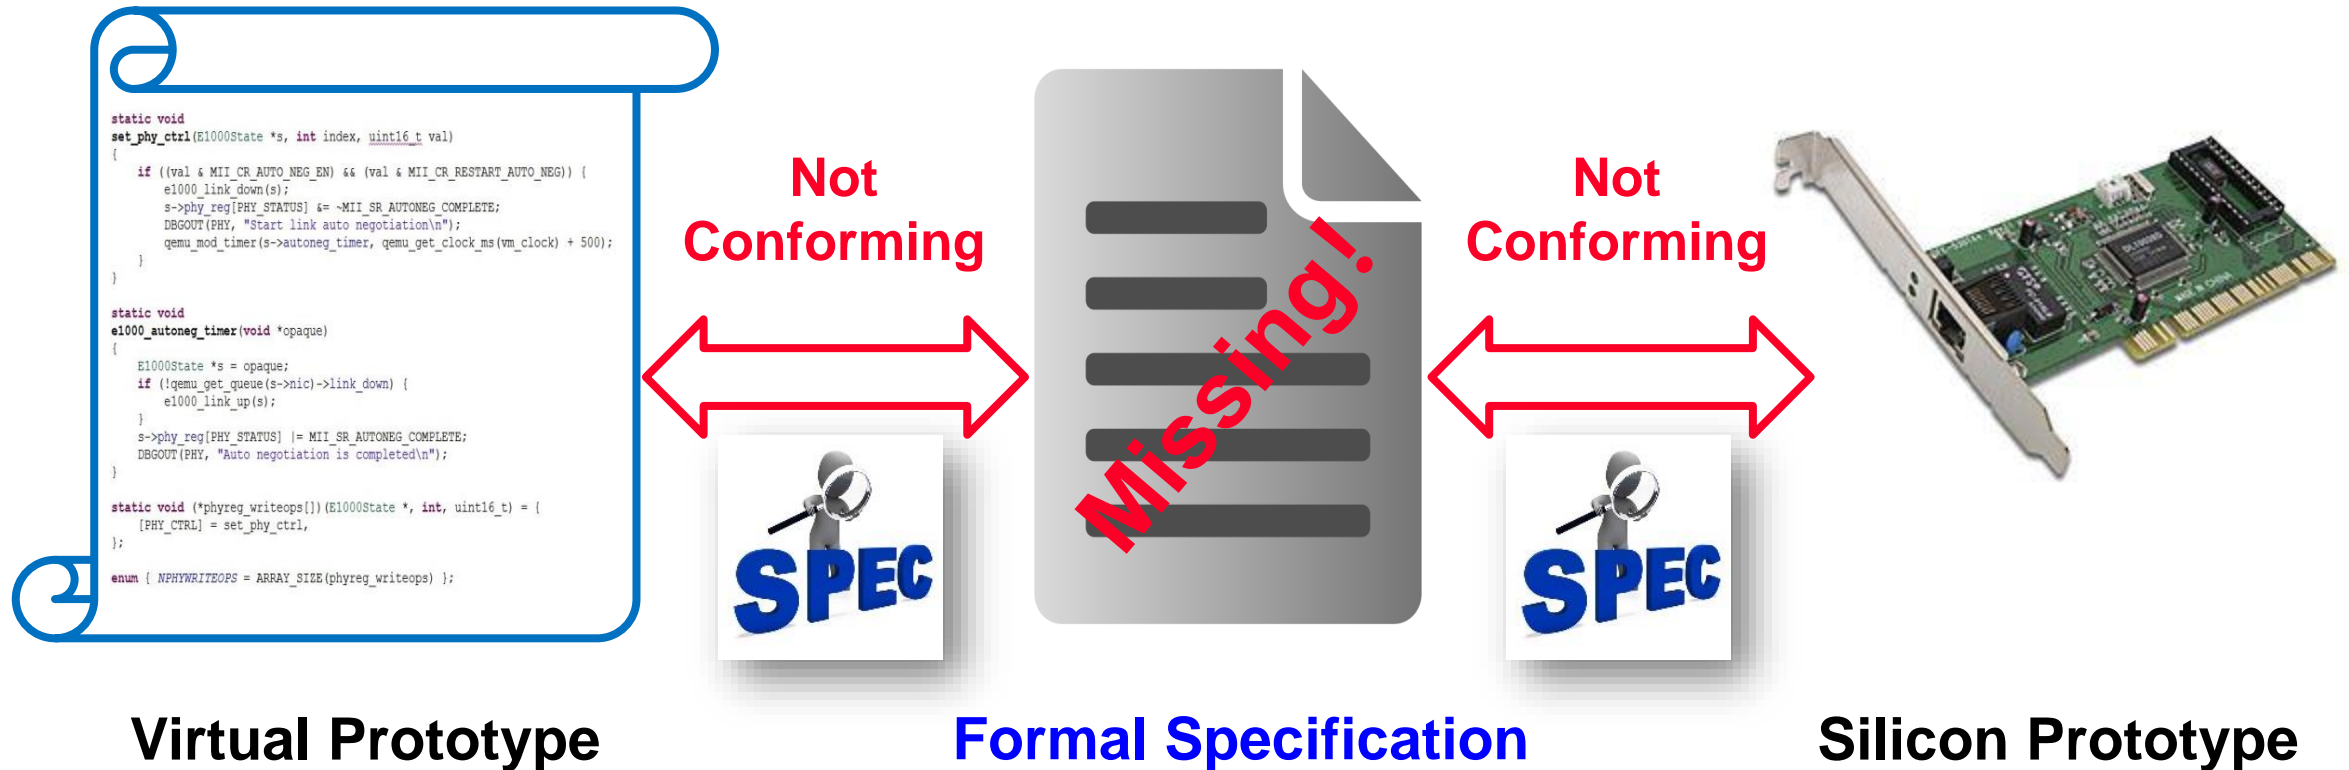 static void
set_phy_ctrl(E1000State *s, int index, uint16_t val)
{
if ((val & MII_CR_AUTO_NEG_EN) && (val & MII_CR_RESTART_AUTO_NEG)) {
e1000_link_down(s);
s->phy_reg[PHY_STATUS] &= ~MII_SR_AUTONEG_COMPLETE;
DBGOUT(PHY, "Start link auto negotiation\n");
qemu_mod_timer(s->autoneg_timer, qemu_get_clock_ms(vm_clock) + 500);
}
}
static void
e1000_autoneg_timer(void *opaque)
{
E1000State *s = opaque;
if (!qemu_get_queue(s->nic)->link_down) {
e1000_link_up(s);
}
s->phy_reg[PHY_STATUS] |= MII_SR_AUTONEG_COMPLETE;
DBGOUT(PHY, "Auto negotiation is completed\n");
}
static void (*phyreg_writeops[])(E1000State *, int, uint16_t) = {
[PHY_CTRL] = set_phy_ctrl,
};
enum { NPHYWRITEOPS = ARRAY_SIZE(phyreg_writeops) };
Not
Conforming
SPEC
Missing!
Not
Conforming
SPEC
MADE IN CHINA
Virtual Prototype
Formal Specification
Silicon Prototype